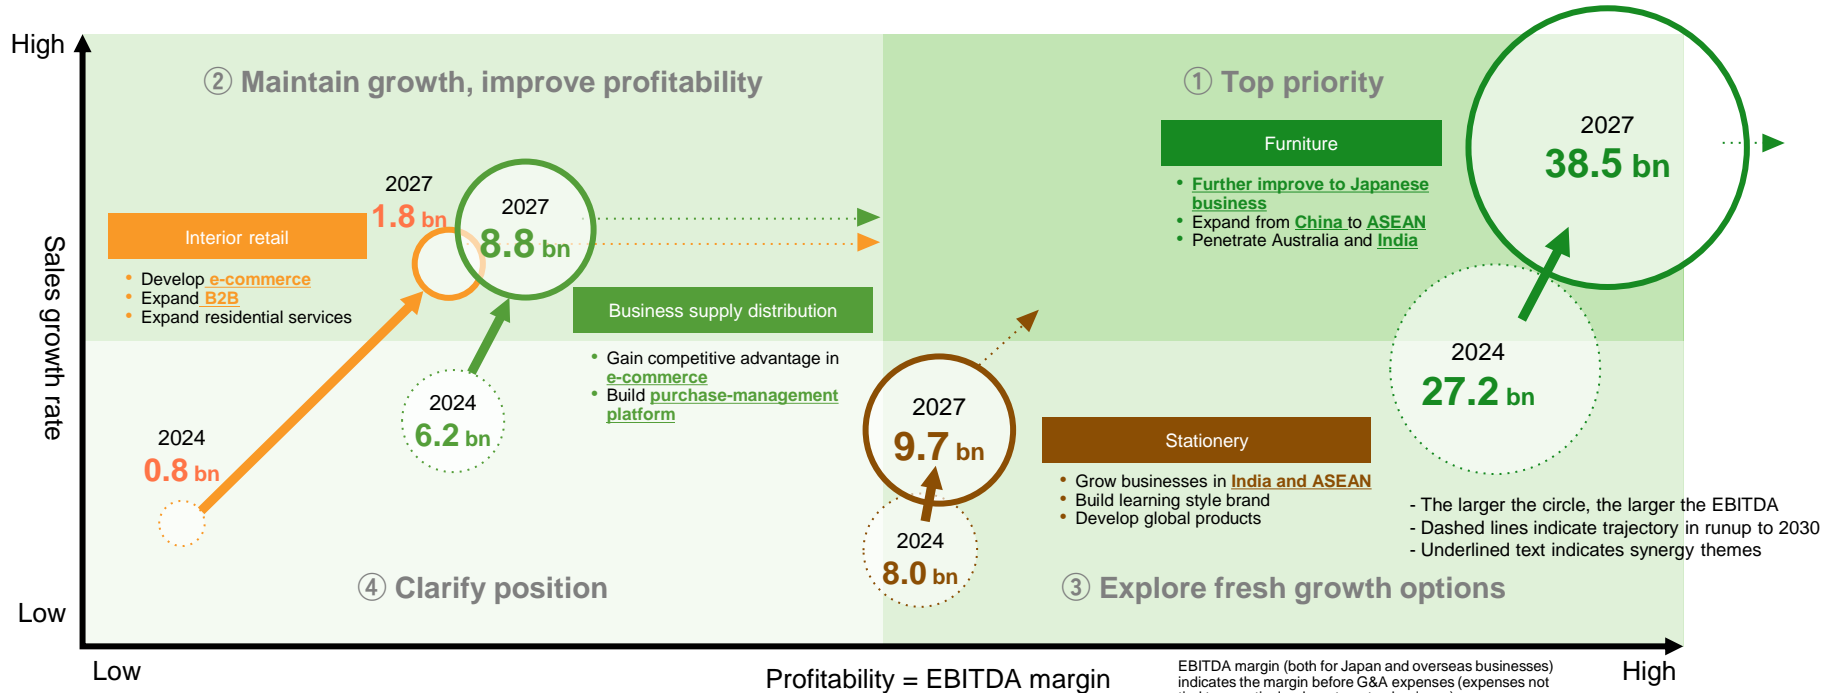 High
② Maintain growth, improve profitability
① Top priority
2027
38.5 bn
Furniture
• Further improve to Japanese
business
• Expand from China to ASEAN
• Penetrate Australia and India
2027
1.8 bn
2027
8.8 bn
Interior retail
• Develop e-commerce
• Expand B2B
• Expand residential services
Business supply distribution
• Gain competitive advantage in
e-commerce
• Build purchase-management
platform
Sales growth rate
2024
27.2 bn
2024
6.2 bn
2024
0.8 bn
2027
9.7 bn
Stationery
• Grow businesses in India and ASEAN
• Build learning style brand
• Develop global products
- The larger the circle, the larger the EBITDA
- Dashed lines indicate trajectory in runup to 2030
- Underlined text indicates synergy themes
2024
8.0 bn
④ Clarify position
③ Explore fresh growth options
Low
Low
Profitability = EBITDA margin
EBITDA margin (both for Japan and overseas businesses)
indicates the margin before G&A expenses (expenses not
High